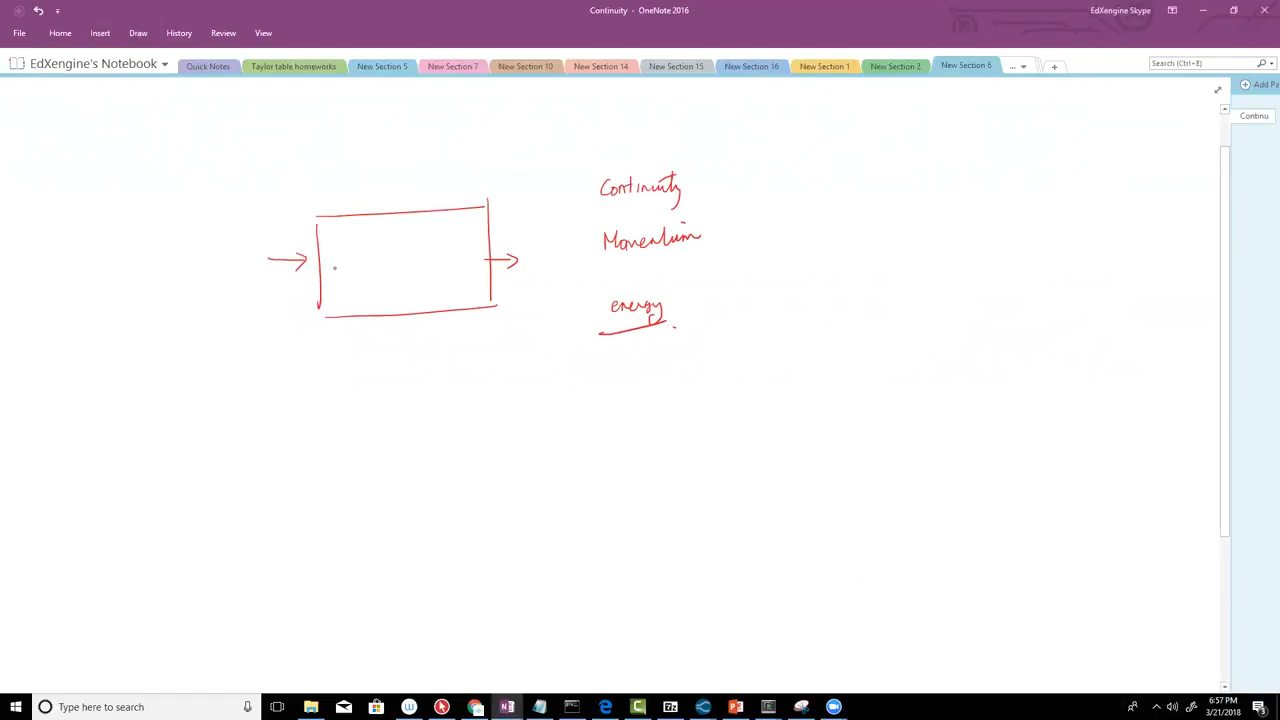 Continuity - OneNote 2016
EdXengine Skype
File Home Insert Draw History Review View
EdXengine's Notebook
Quick Notes Taylor table homeworks New Section 5 New Section 7 New Section 10 New Section 14 New Section 15 New Section 16 New Section 1 New Section 2 New Section 6 ...
Search (Ctrl+E)
Add Pa
Continu
Continuity
Momentum
energy
Type here to search
6:57 PM
3/21/2018